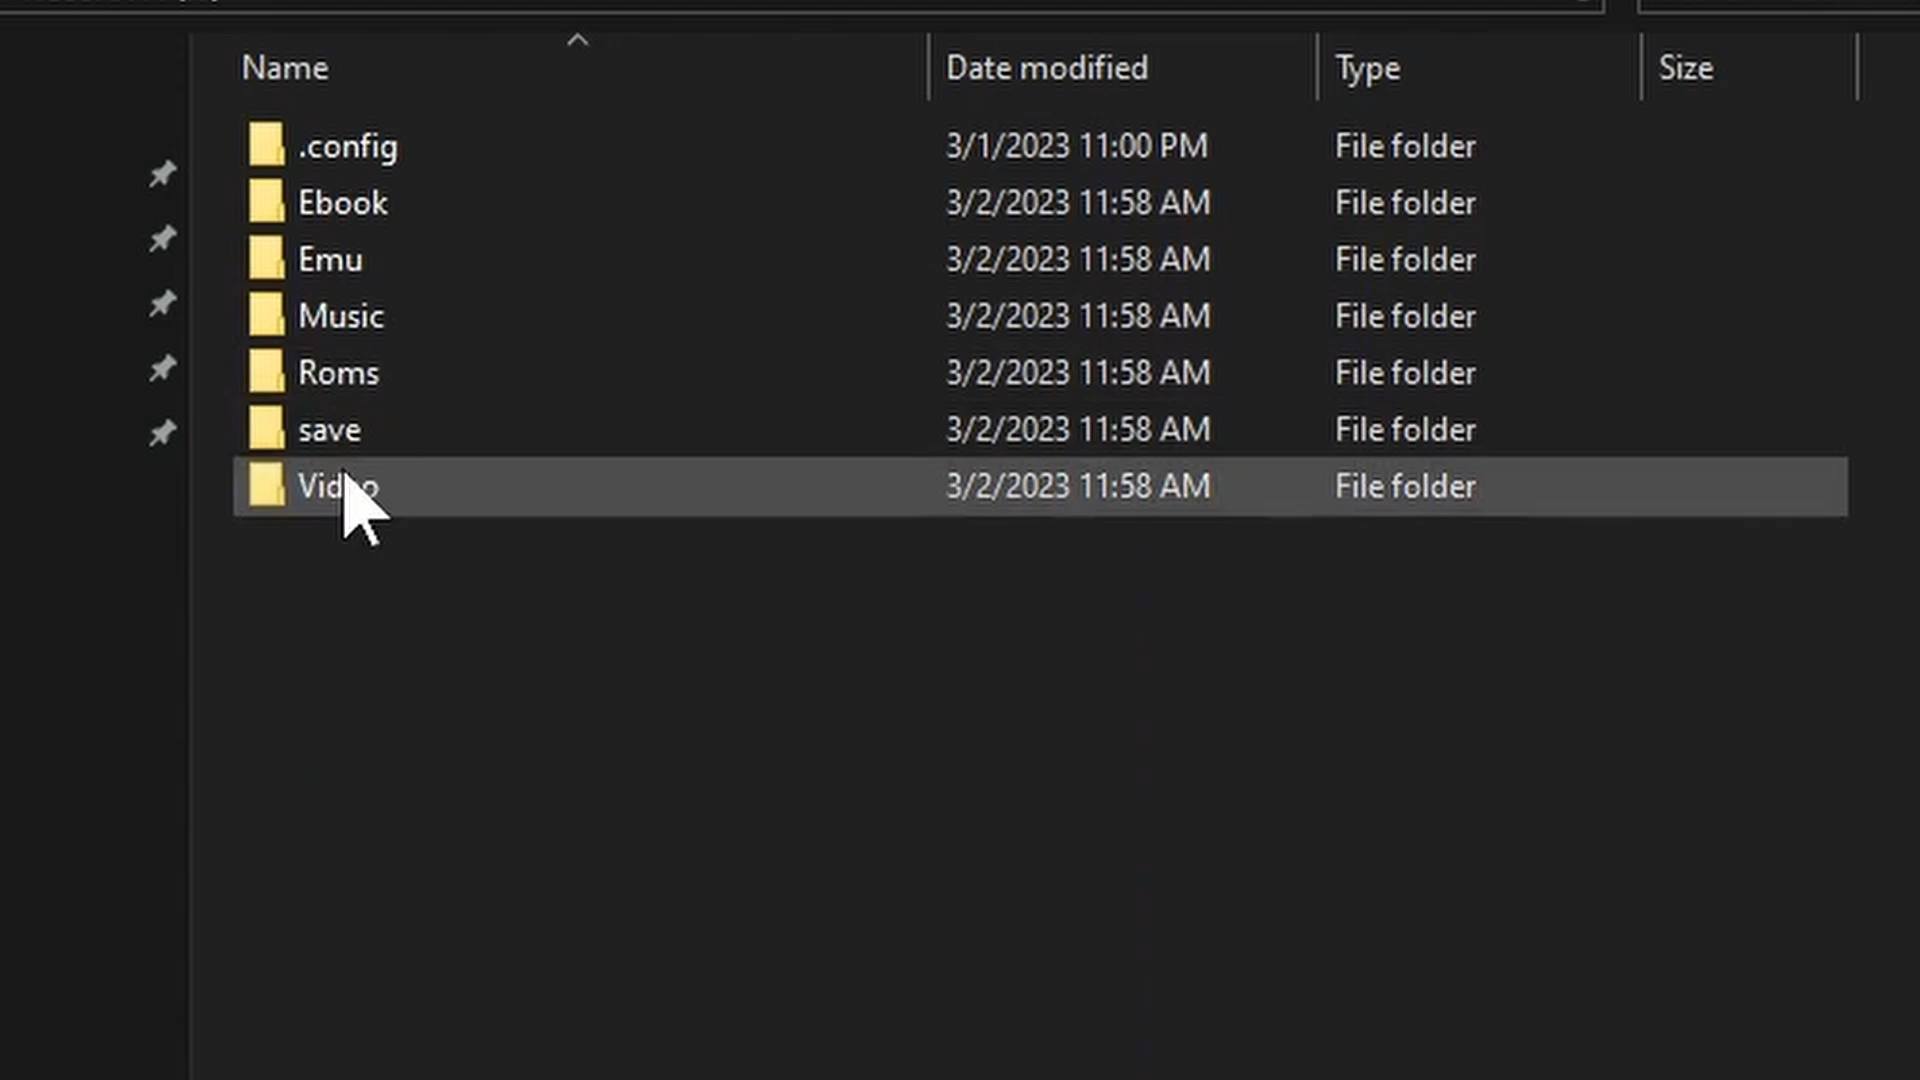 Name Date modified Type Size
.config 3/1/2023 11:00 PM File folder
Ebook 3/2/2023 11:58 AM File folder
Emu 3/2/2023 11:58 AM File folder
Music 3/2/2023 11:58 AM File folder
Roms 3/2/2023 11:58 AM File folder
save 3/2/2023 11:58 AM File folder
Video 3/2/2023 11:58 AM File folder